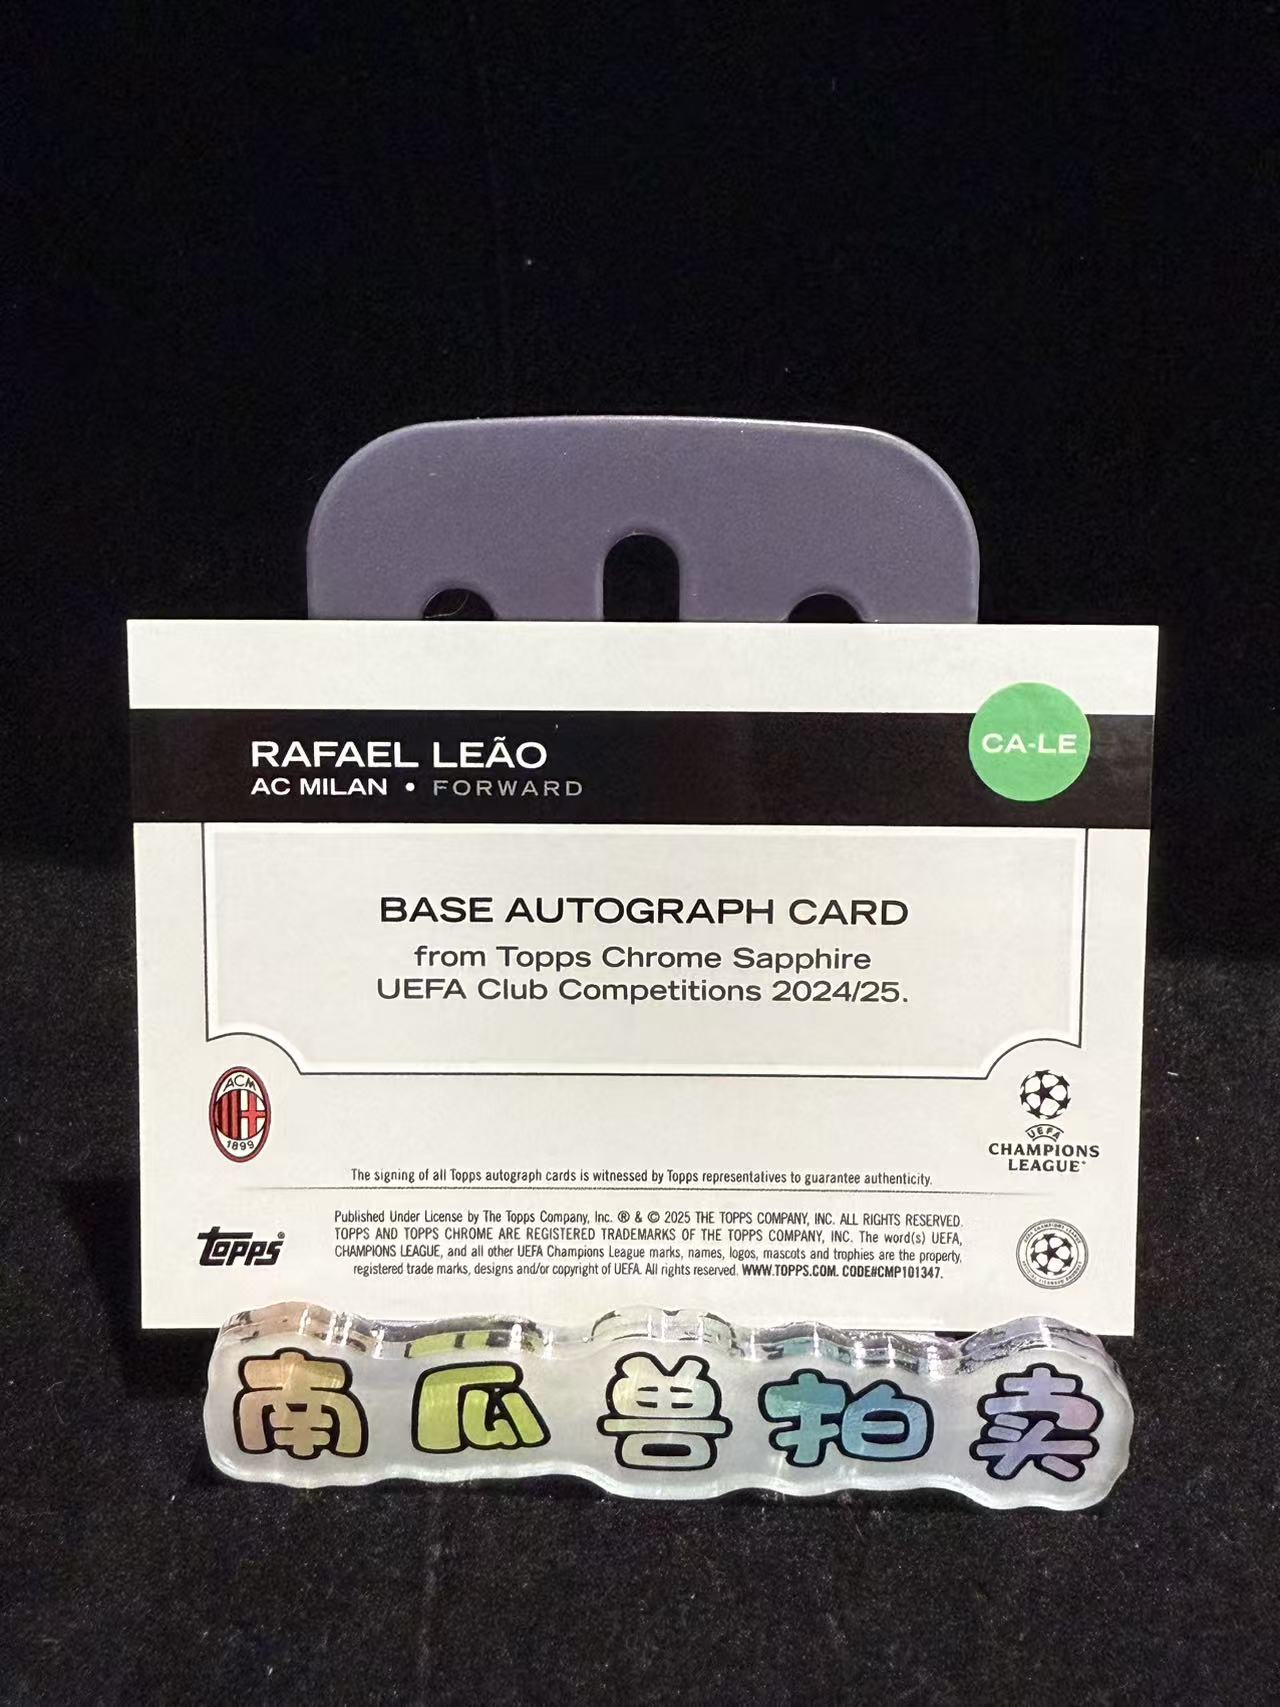 RAFAEL LEÃO
AC MILAN • FORWARD
CA-LE
BASE AUTOGRAPH CARD
from Topps Chrome Sapphire
UEFA Club Competitions 2024/25.
ACM
1899
UEFA
CHAMPIONS
LEAGUE
The signing of all Topps autograph cards is witnessed by Topps representatives to guarantee authenticity.
topps
Published Under License by The Topps Company, Inc. ® & © 2025 THE TOPPS COMPANY, INC. ALL RIGHTS RESERVED.
TOPPS AND TOPPS CHROME ARE REGISTERED TRADEMARKS OF THE TOPPS COMPANY, INC. The word(s) UEFA,
CHAMPIONS LEAGUE, and all other UEFA Champions League marks, names, logos, mascots and trophies are the property,
registered trade marks, designs and/or copyright of UEFA. All rights reserved. WWW.TOPPS.COM. CODE#CMP101347.
南瓜兽拍卖